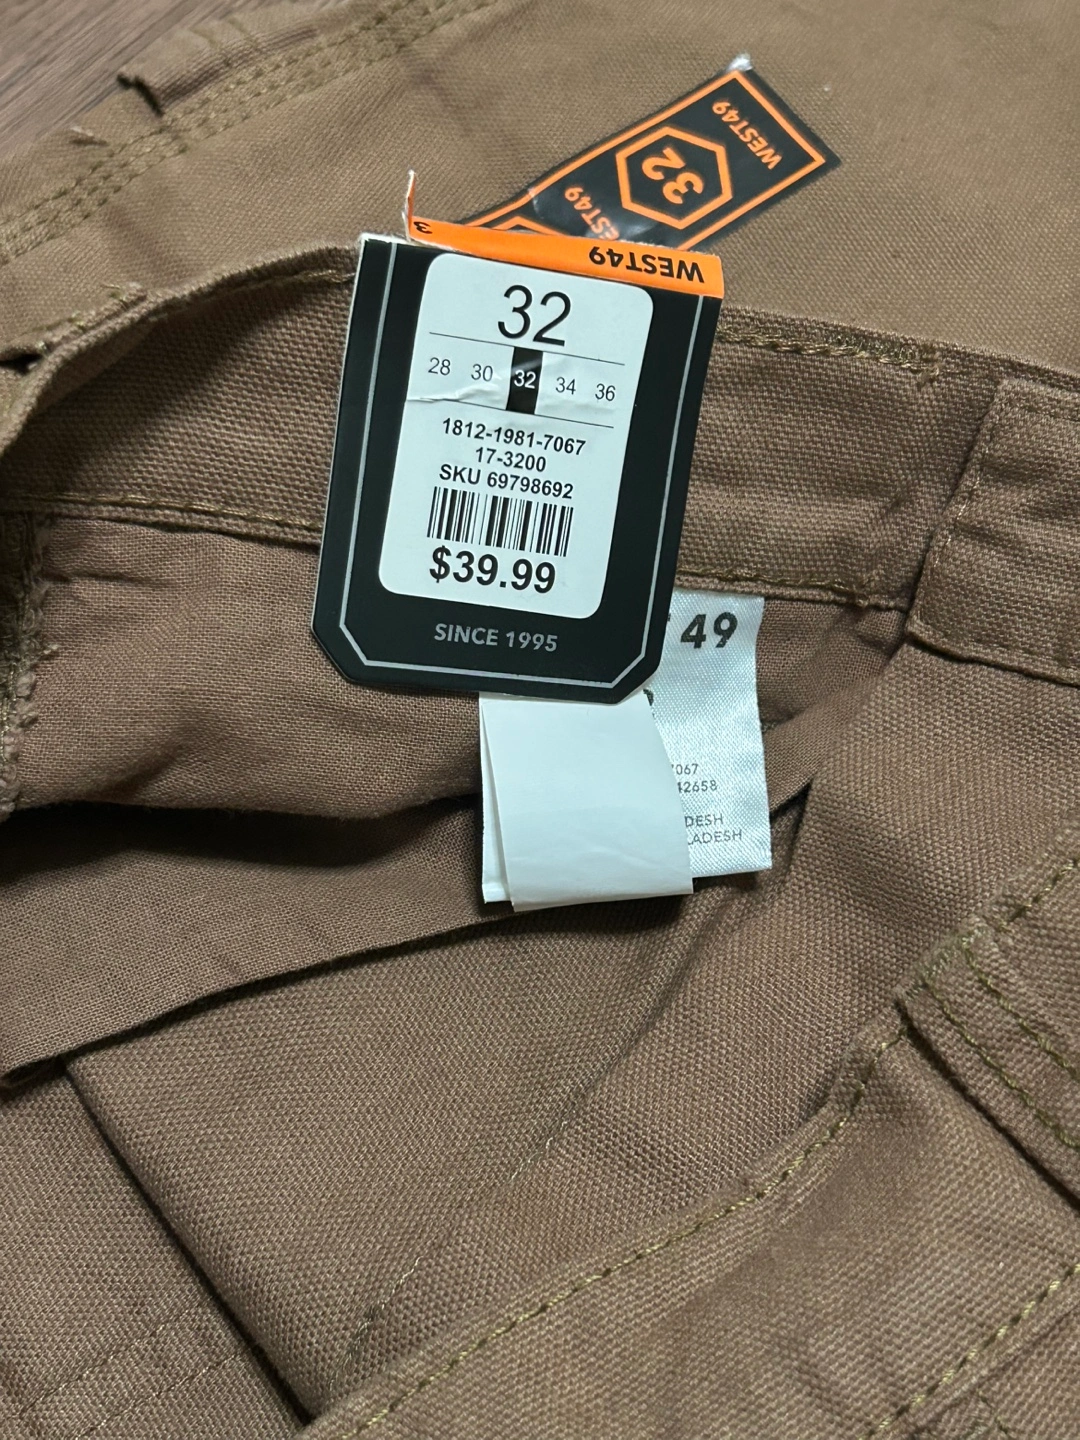 WEST49
32
WEST49
WEST49
3
WEST49
32
28 30 32 34 36
1812-1981-7067
17-3200
SKU 69798692
$39.99
SINCE 1995
49
7067
42658
DESH
LADESH